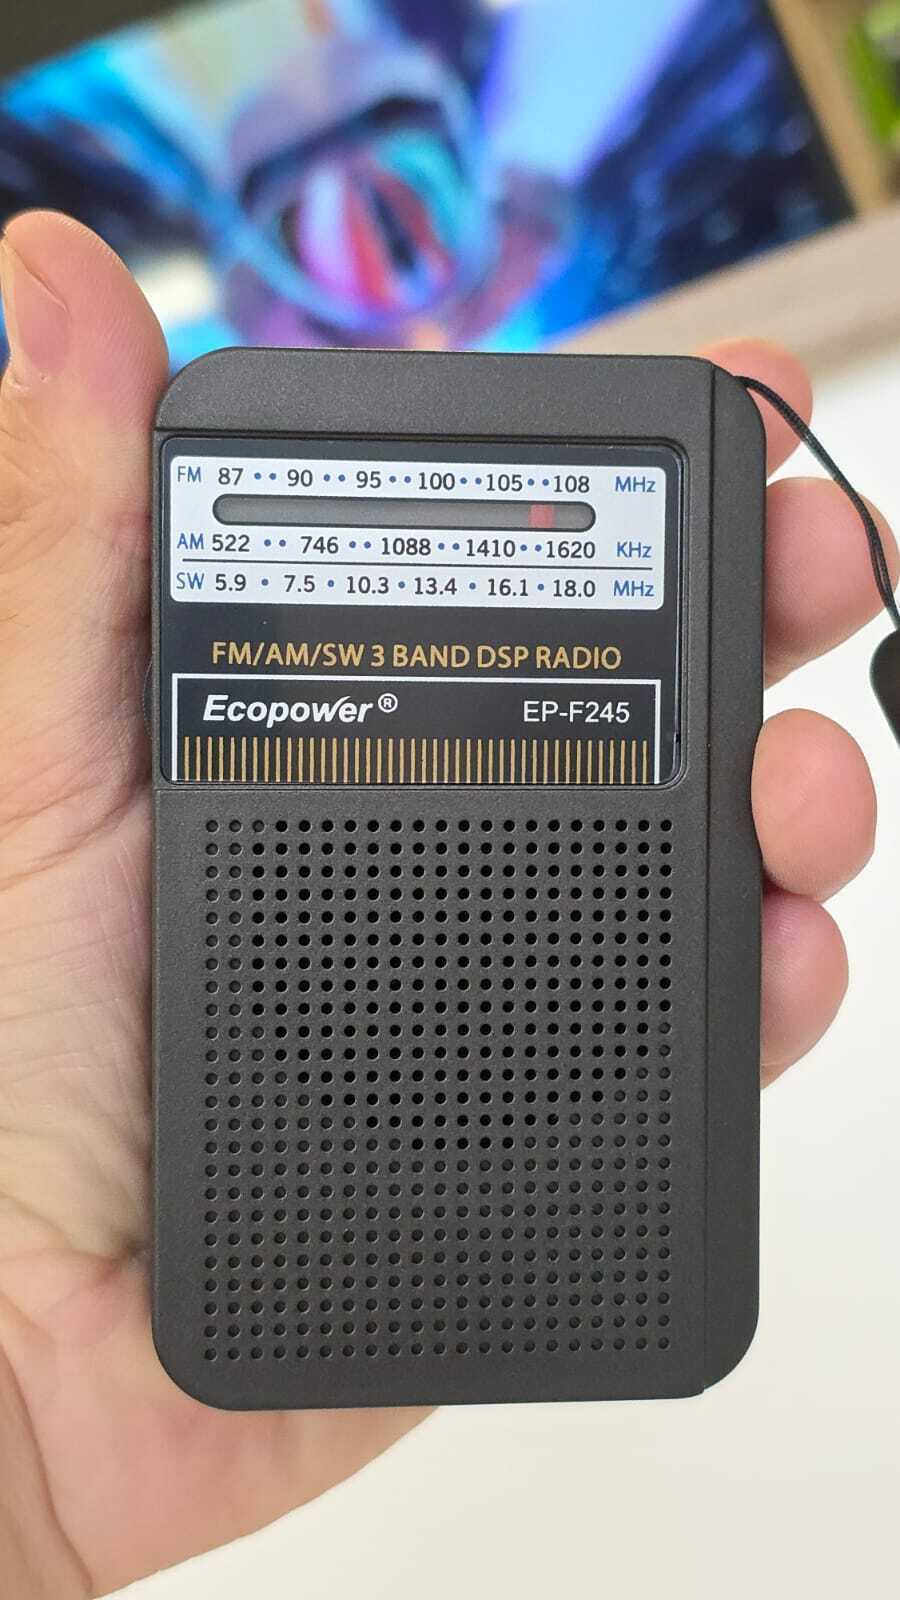 FM 87 •• 90 •• 95 •• 100 •• 105 •• 108 MHz
AM 522 •• 746 •• 1088 •• 1410 •• 1620 KHz
SW 5.9 • 7.5 • 10.3 • 13.4 • 16.1 • 18.0 MHz
FM/AM/SW 3 BAND DSP RADIO
Ecopower® EP-F245